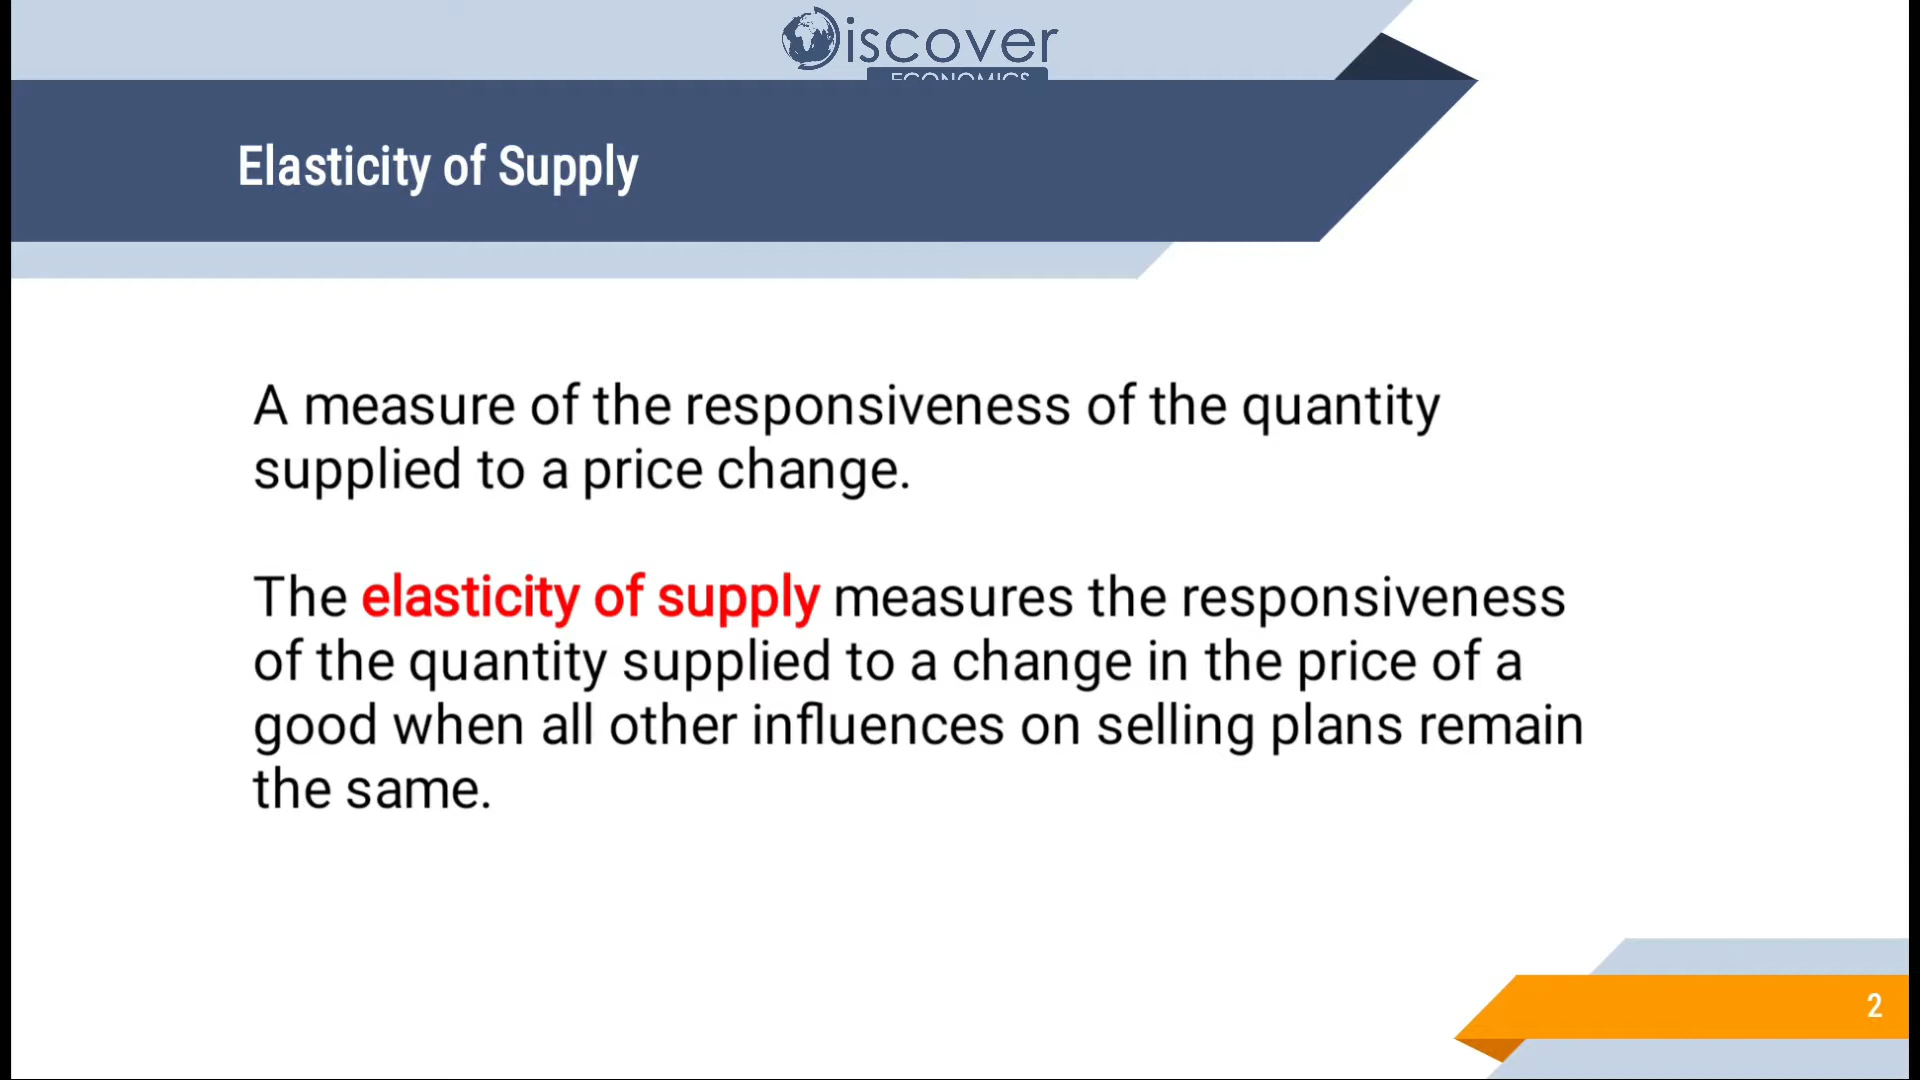 Discover
ECONOMICS
Elasticity of Supply
A measure of the responsiveness of the quantity
supplied to a price change.
The elasticity of supply measures the responsiveness
of the quantity supplied to a change in the price of a
good when all other influences on selling plans remain
the same.
2